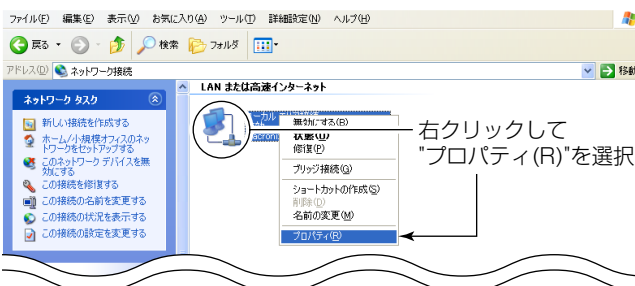 ファイル(F) 編集(E) 表示(V) お気に入り(A) ツール(T) 詳細設定(N) ヘルプ(H)
戻る 検索 フォルダ
アドレス(D) ネットワーク接続 移動
LAN または高速インターネット
ネットワーク タスク
新しい接続を作成する
ホーム/小規模オフィスのネッ
トワークをセットアップする
このネットワーク デバイスを無
効にする
この接続を修復する
この接続の名前を変更する
この接続の状況を表示する
この接続の設定を変更する
無効にする(B)
状態(U)
修復(P)
ブリッジ接続(G)
ショートカットの作成(S)
削除(D)
名前の変更(M)
プロパティ(R)
右クリックして
"プロパティ(R)"を選択